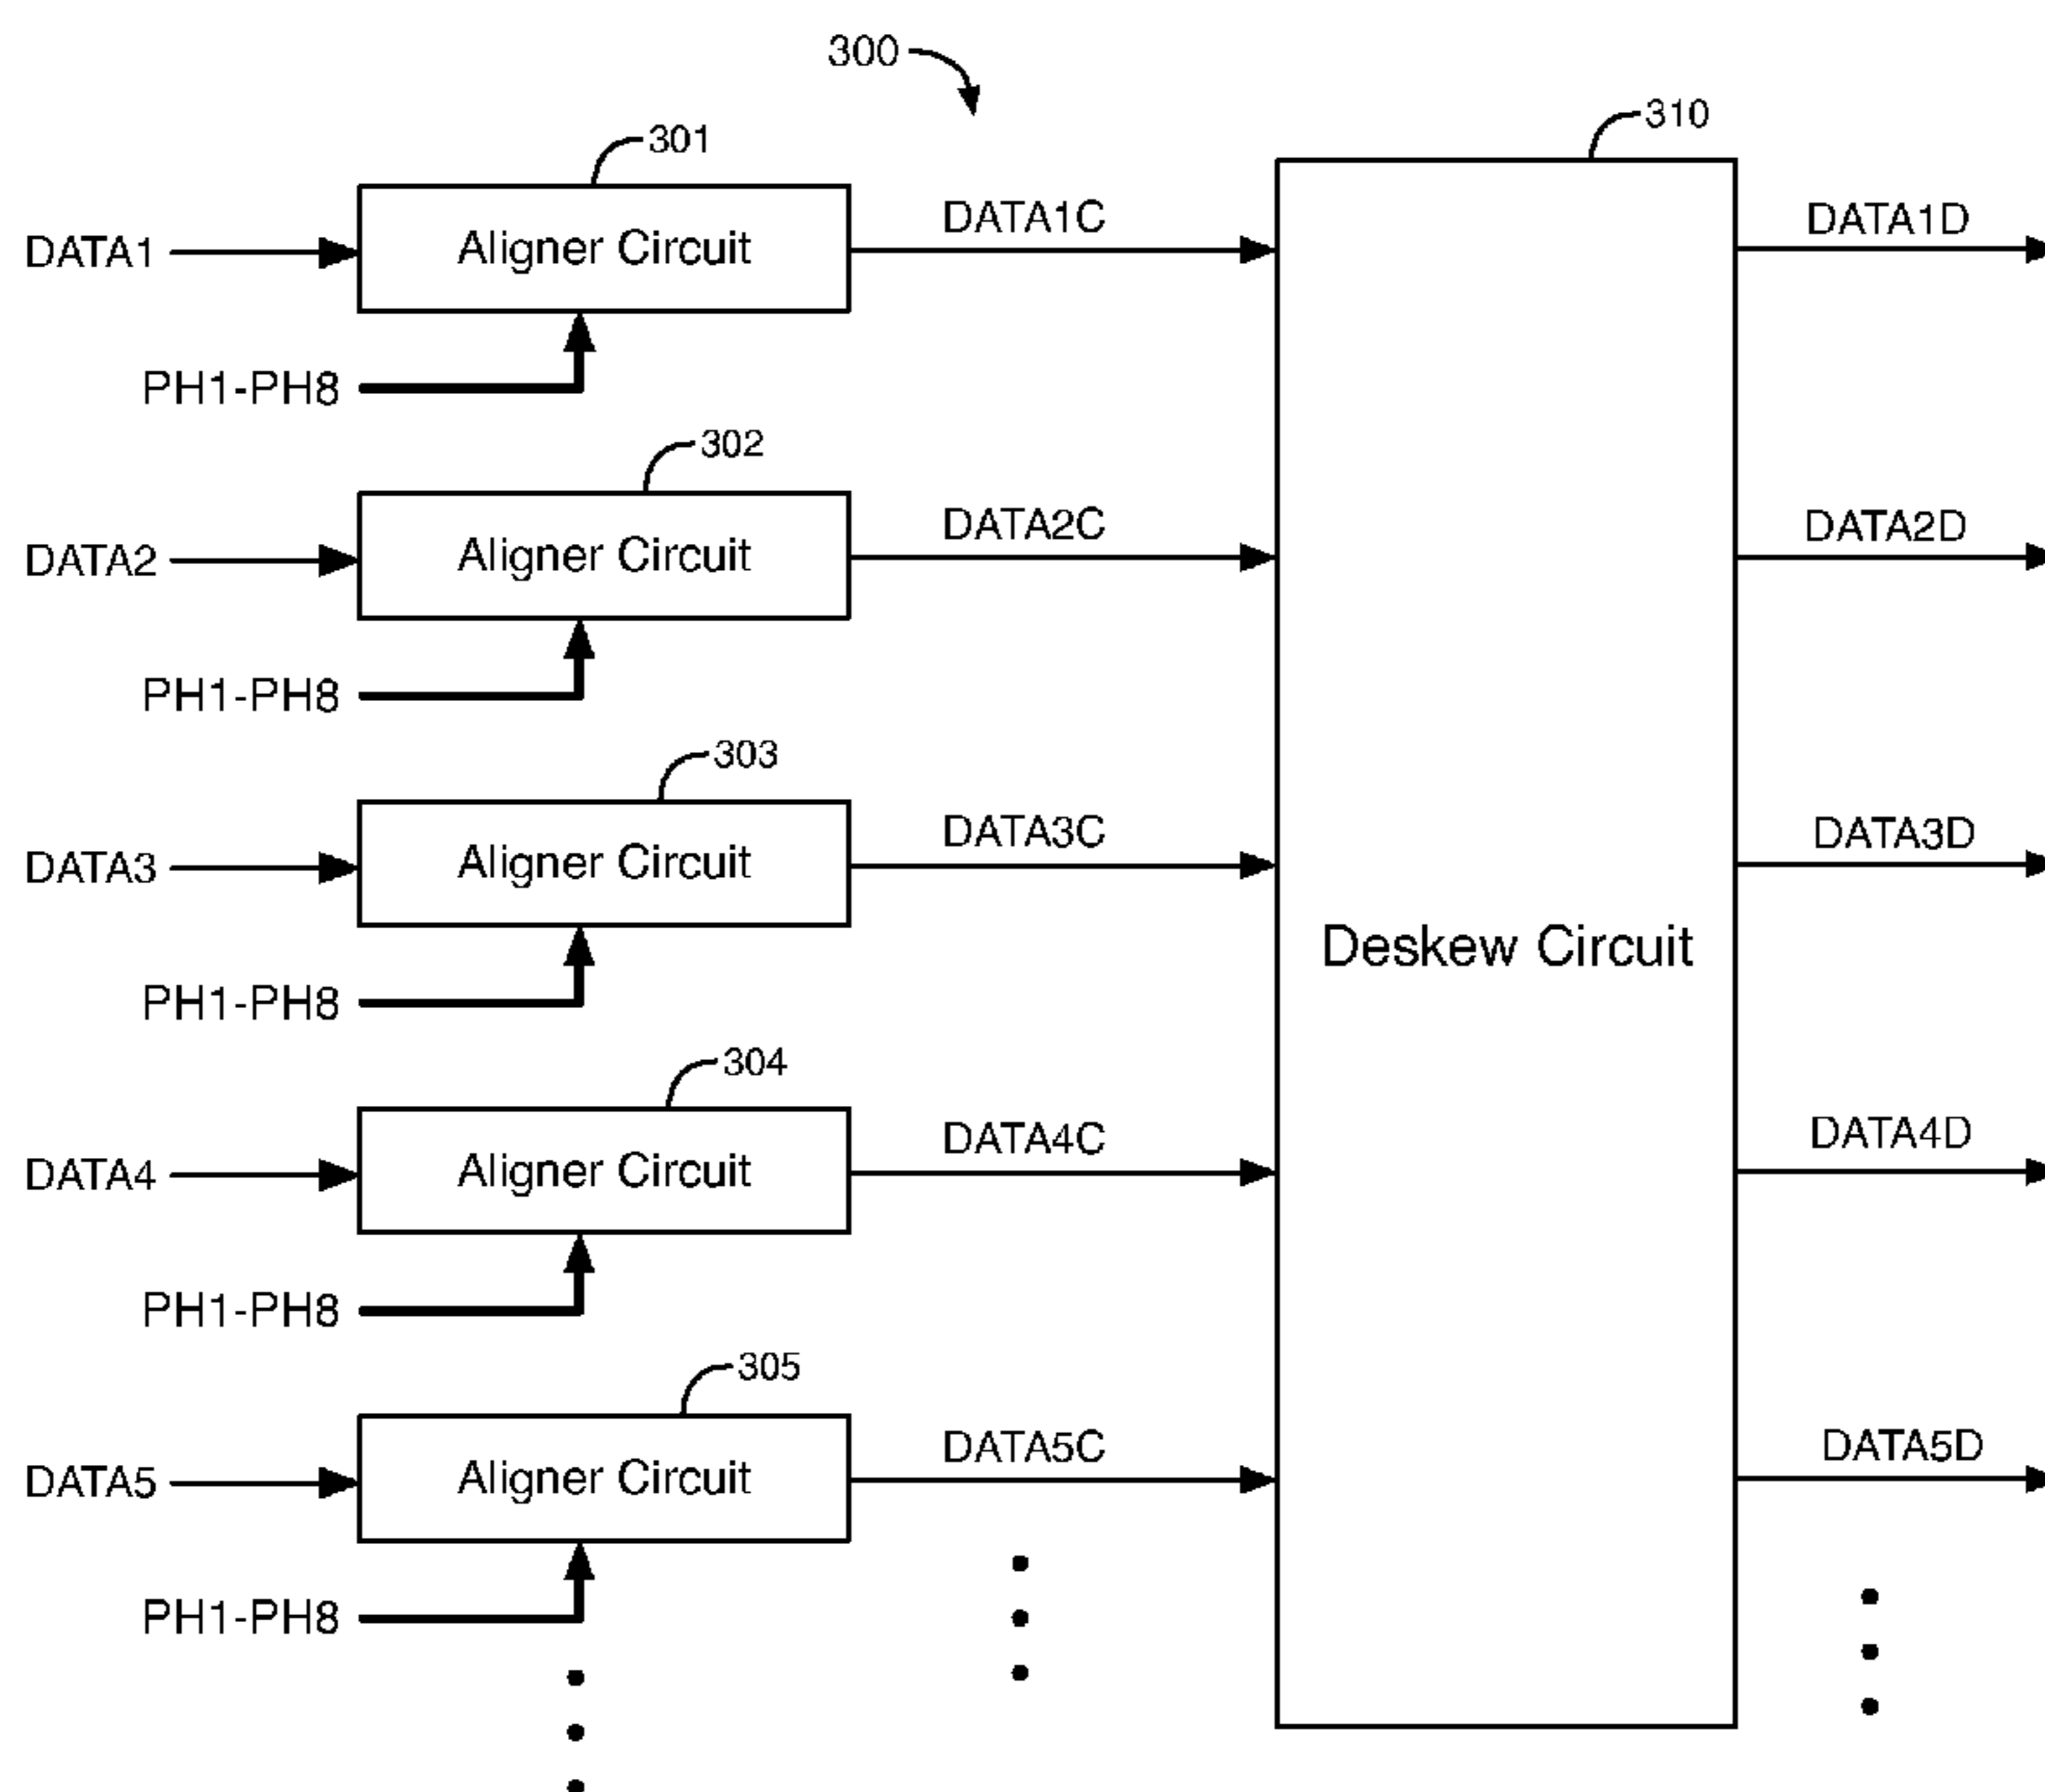 300
310
301
DATA1
Aligner Circuit
DATA1C
DATA1D
PH1-PH8
302
DATA2
Aligner Circuit
DATA2C
DATA2D
PH1-PH8
303
DATA3
Aligner Circuit
DATA3C
DATA3D
Deskew Circuit
PH1-PH8
304
DATA4
Aligner Circuit
DATA4C
DATA4D
PH1-PH8
305
DATA5
Aligner Circuit
DATA5C
DATA5D
PH1-PH8